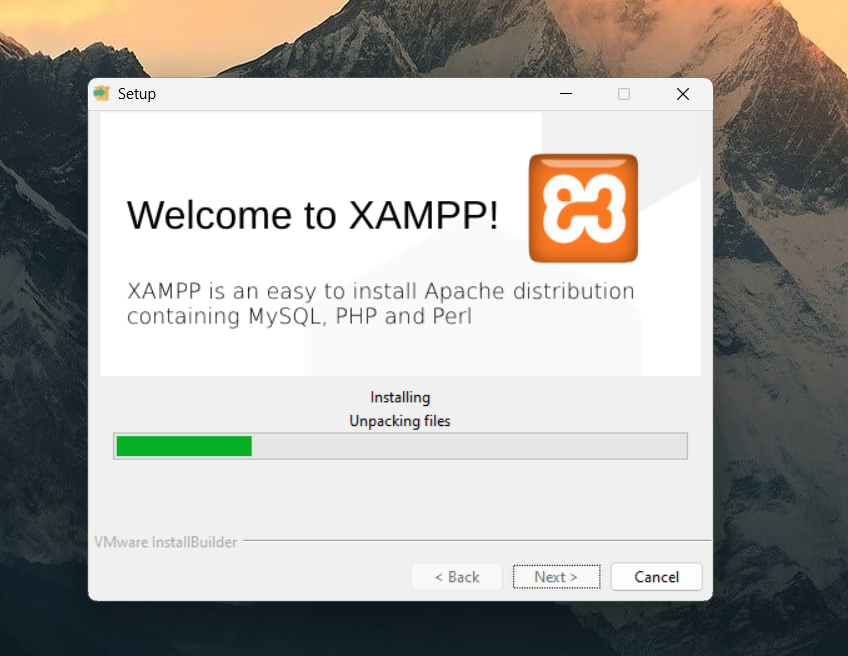 Setup
Welcome to XAMPP!
XAMPP is an easy to install Apache distribution
containing MySQL, PHP and Perl
Installing
Unpacking files
VMware InstallBuilder
< Back
Next >
Cancel